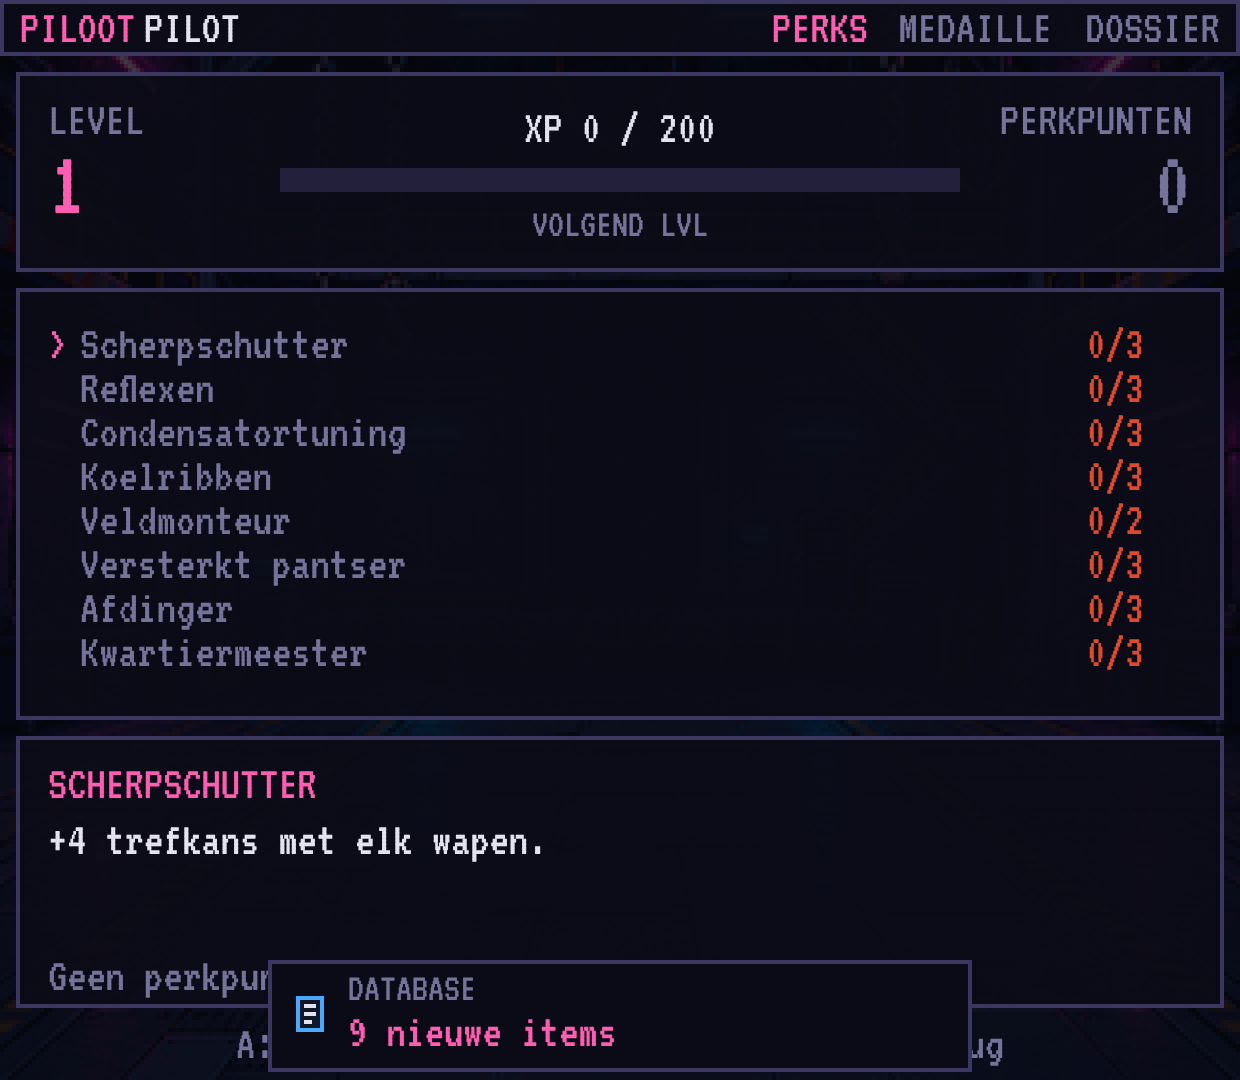 PILOOT PILOT PERKS MEDAILLE DOSSIER
LEVEL XP 0 / 200 PERKPUNTEN
1 0
VOLGEND LVL
› Scherpschutter 0/3
Reflexen 0/3
Condensatortuning 0/3
Koelribben 0/3
Veldmonteur 0/2
Versterkt pantser 0/3
Afdinger 0/3
Kwartiermeester 0/3
SCHERPSCHUTTER
+4 trefkans met elk wapen.
Geen
DATABASE
9 nieuwe items
A: